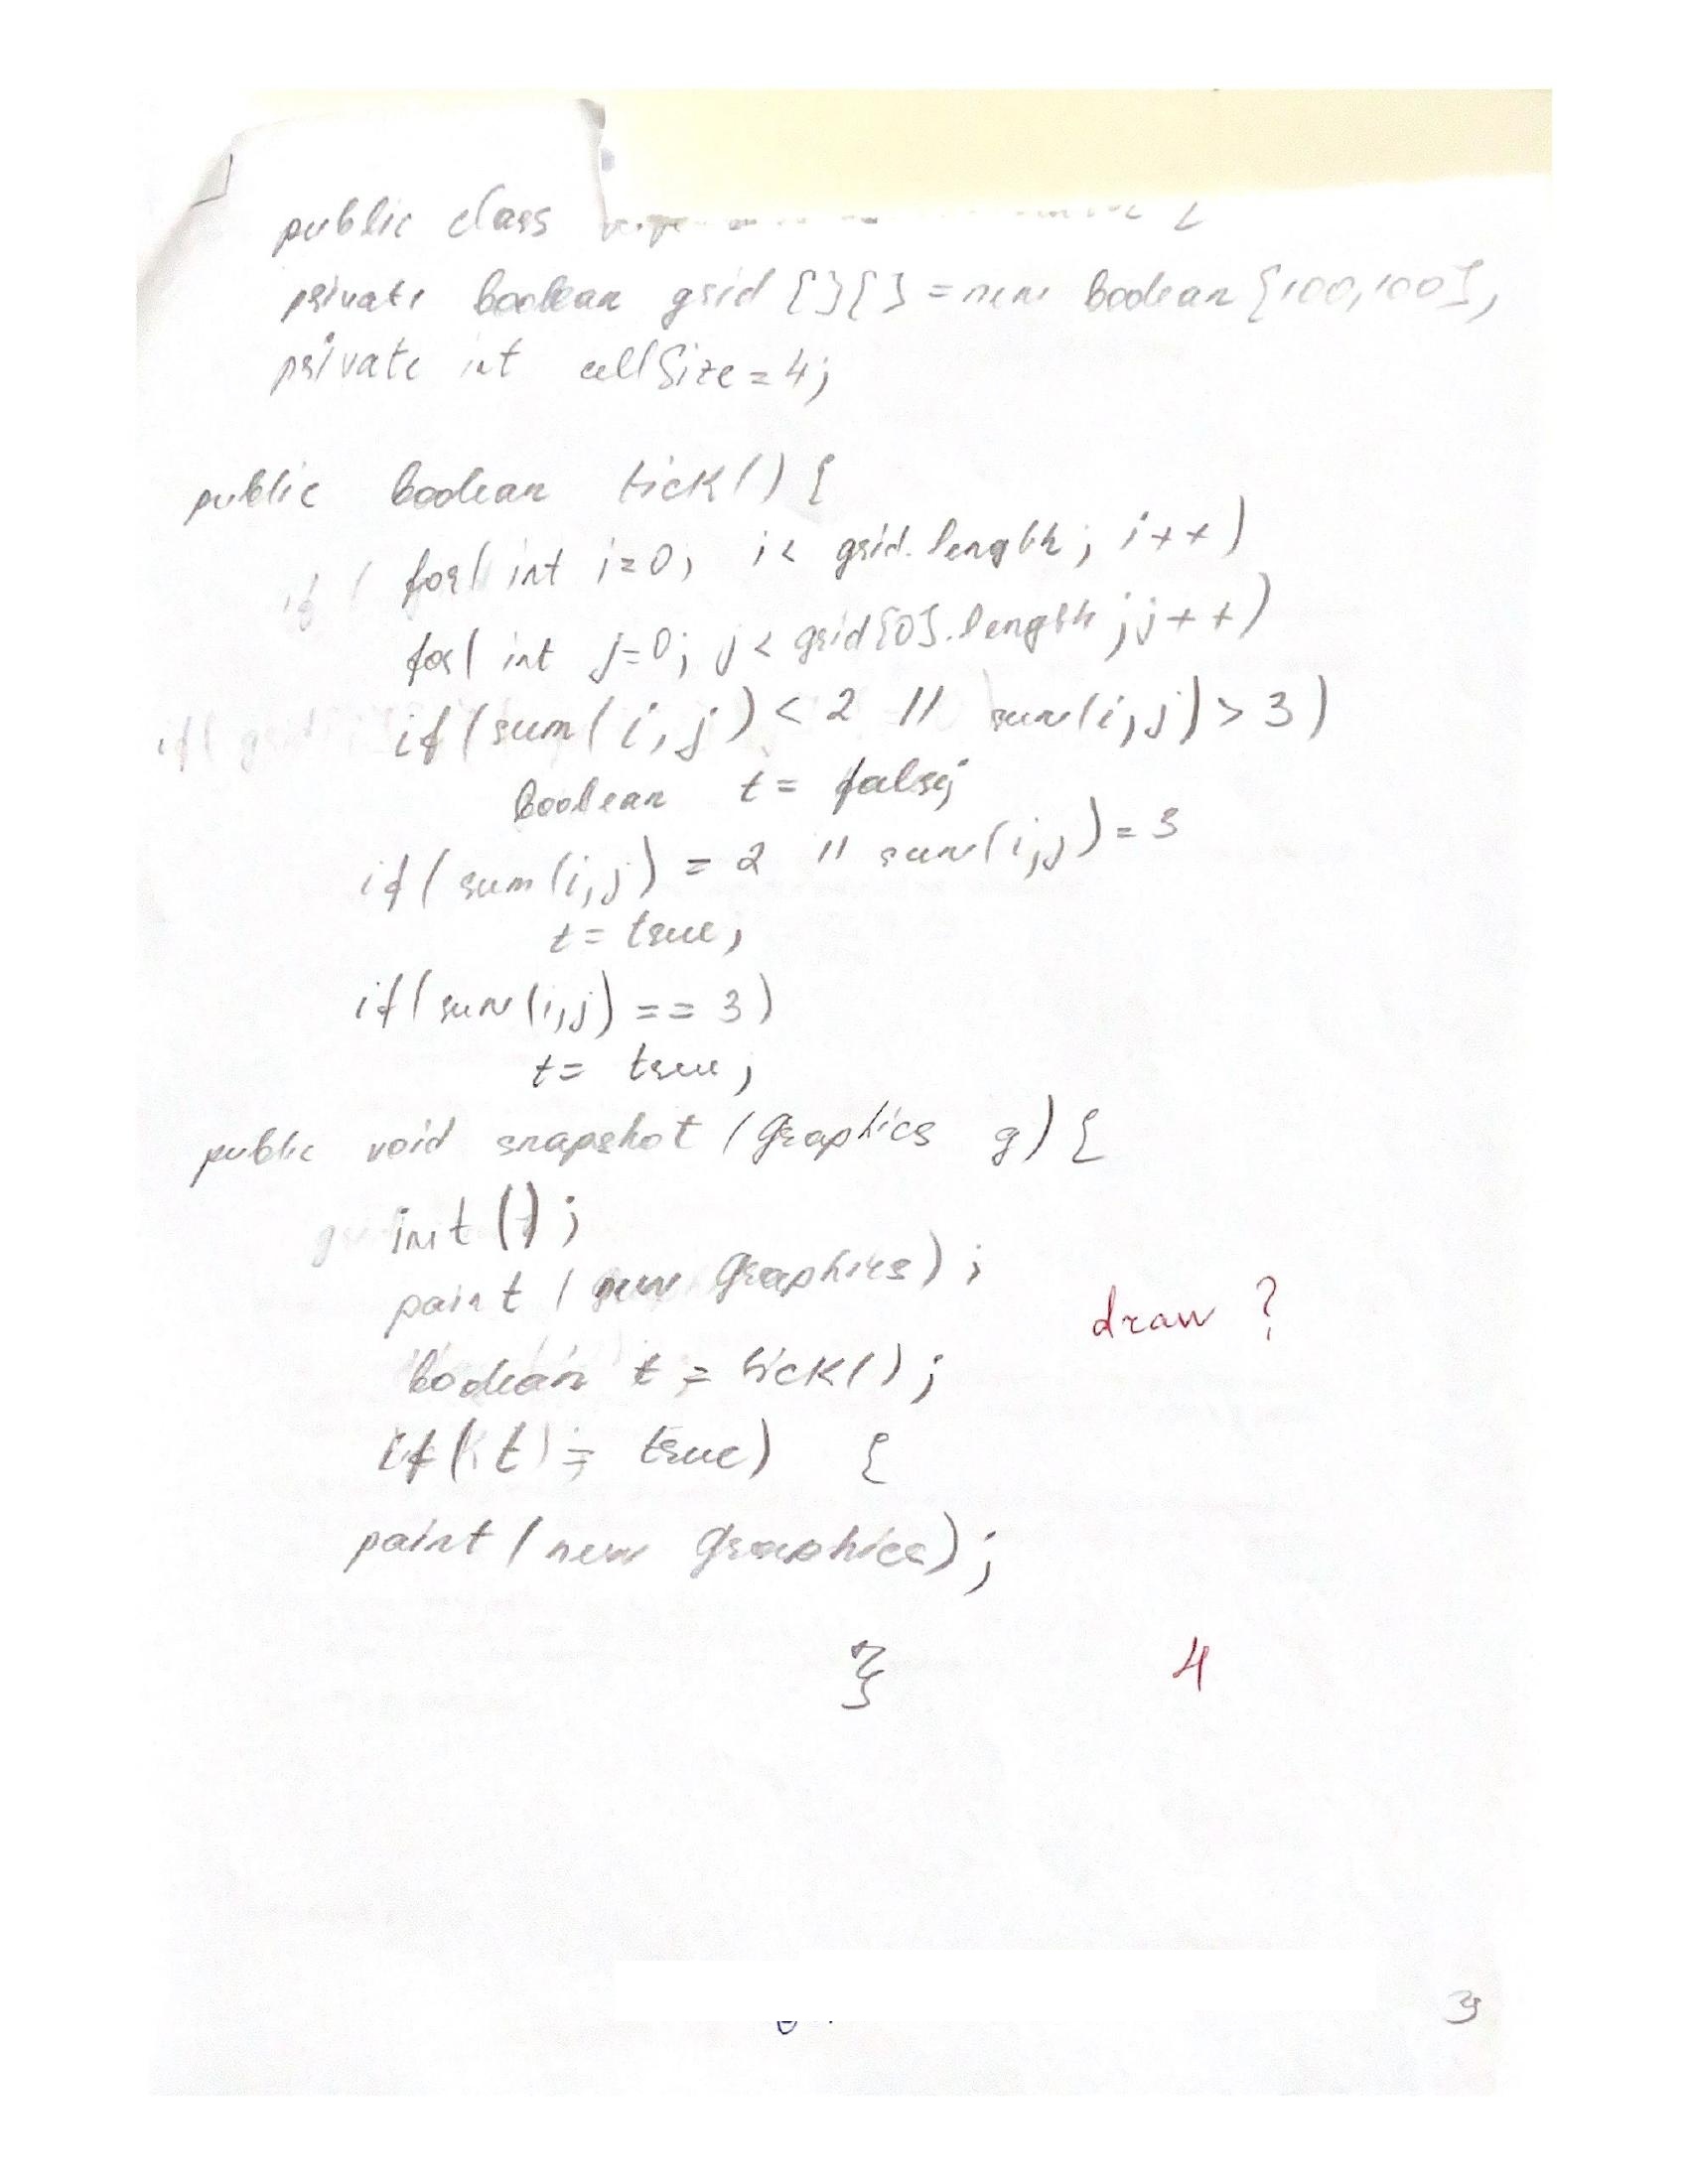 public class {
private boolean grid {}{} = new boolean {100,100},
private int cellSize = 4;
public boolean tick() {
if ( for( int i=0; i< grid.length; i++)
for( int j=0; j< grid{0}.length; j++)
if( if (sum(i,j) < 2 || sum(i,j) > 3)
boolean t = false;
if( sum(i,j) = 2 || sum(i,j) = 3
t = true;
if(sum(i,j) == 3)
t = true;
public void snapshot (Graphics g) {
init();
paint (new Graphics);
draw ?
boolean t = tick();
if( t = true) {
paint (new Graphics);
}}
4